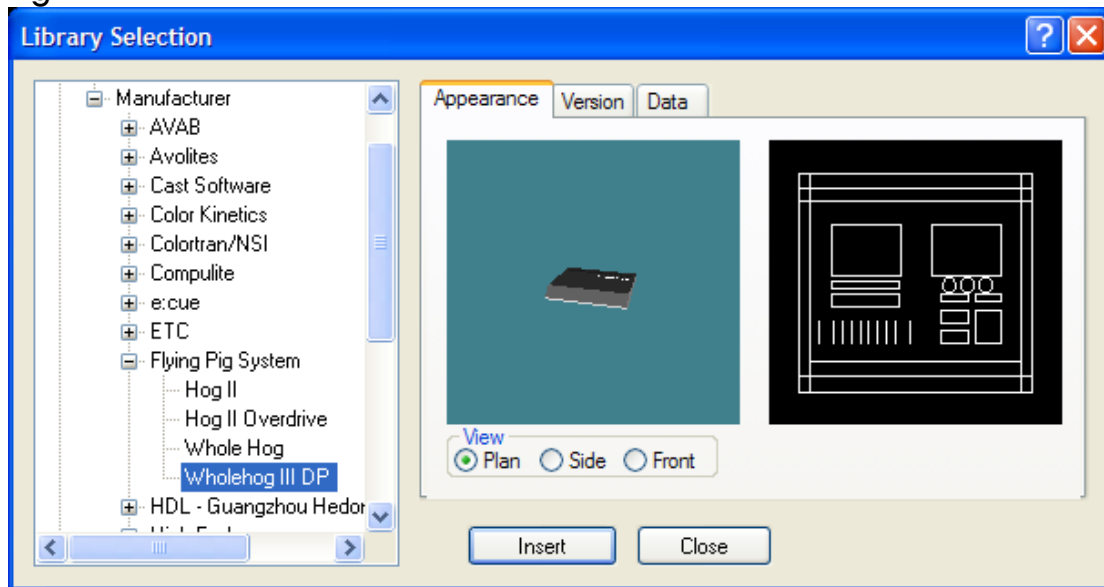 Library Selection
Manufacturer
AVAB
Avolites
Cast Software
Color Kinetics
Colortran/NSI
Compulite
e:cue
ETC
Flying Pig System
Hog II
Hog II Overdrive
Whole Hog
Wholehog III DP
HDL - Guangzhou Hedor
Appearance Version Data
View
Plan Side Front
Insert Close